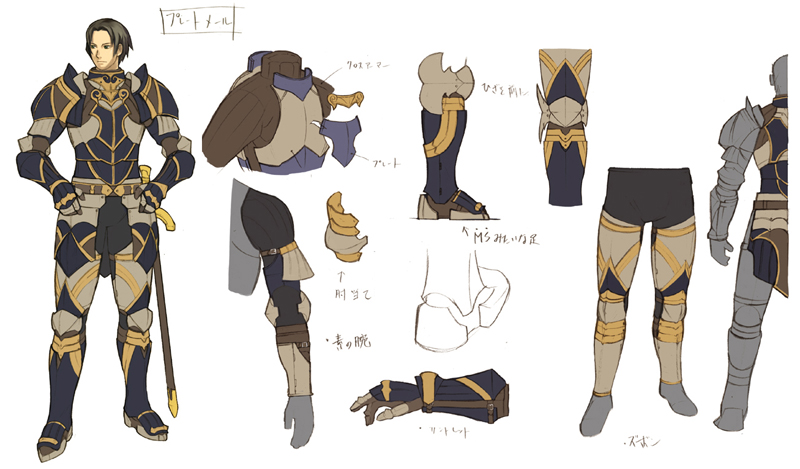 プレートメール
クロスアーマー
プレート
ひざを前に
MSみたいな足
肘当て
・素の腕
・ガントレット
・ズボン